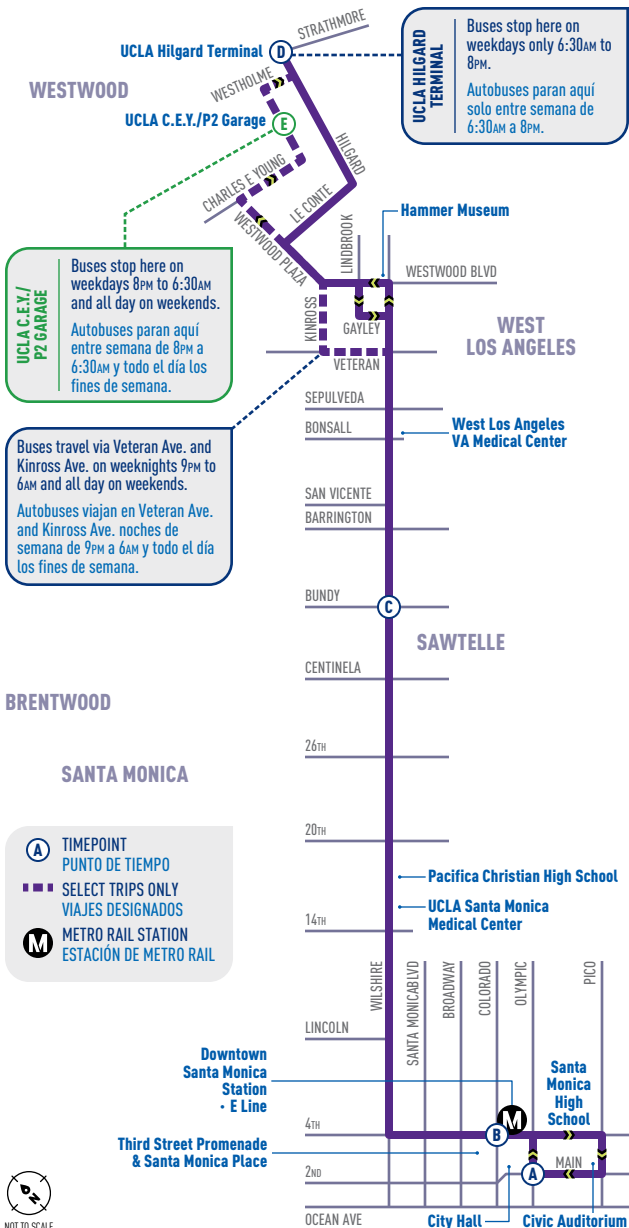 STRATHMORE
UCLA Hilgard Terminal
D
WESTWOOD
WESTHOLME
UCLA C.E.Y./P2 Garage
E
HILGARD
CHARLES E YOUNG
LE CONTE
WESTWOOD PLAZA
UCLA HILGARD
TERMINAL
Buses stop here on
weekdays only 6:30AM to
8PM.
Autobuses paran aquí
solo entre semana de
6:30AM a 8PM.
UCLA C.E.Y./
P2 GARAGE
Buses stop here on
weekdays 8PM to 6:30AM
and all day on weekends.
Autobuses paran aquí
entre semana de 8PM a
6:30AM y todo el día los
fines de semana.
LINDBROOK
Hammer Museum
WESTWOOD BLVD
KINROSS
GAYLEY
WEST
LOS ANGELES
VETERAN
SEPULVEDA
BONSALL
West Los Angeles
VA Medical Center
Buses travel via Veteran Ave. and
Kinross Ave. on weeknights 9PM to
6AM and all day on weekends.
Autobuses viajan en Veteran Ave.
and Kinross Ave. noches de
semana de 9PM a 6AM y todo el día
los fines de semana.
SAN VICENTE
BARRINGTON
BUNDY
C
SAWTELLE
CENTINELA
BRENTWOOD
26TH
SANTA MONICA
20TH
A
TIMEPOINT
PUNTO DE TIEMPO
SELECT TRIPS ONLY
VIAJES DESIGNADOS
M
METRO RAIL STATION
ESTACIÓN DE METRO RAIL
Pacifica Christian High School
UCLA Santa Monica
Medical Center
14TH
WILSHIRE
SANTA MONICABLVD
BROADWAY
COLORADO
OLYMPIC
PICO
LINCOLN
Downtown
Santa Monica
Station
• E Line
M
Santa
Monica
High
School
4TH
B
Third Street Promenade
& Santa Monica Place
MAIN
2ND
A
N
NOT TO SCALE
OCEAN AVE
City Hall
Civic Auditorium